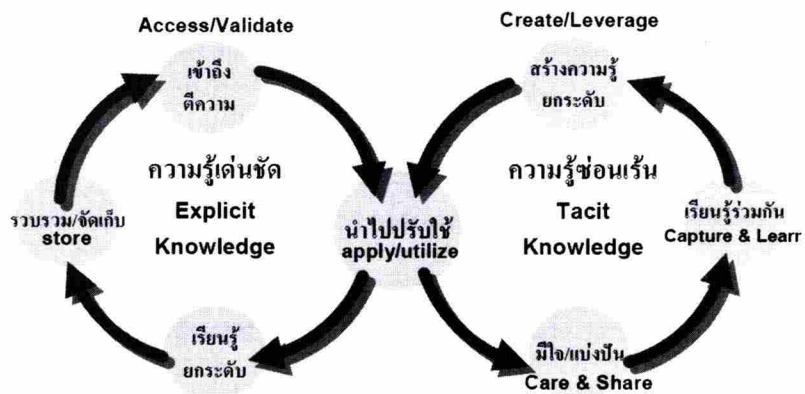 Access/Validate
เข้าถึง
ตีความ
Create/Leverage
สร้างความรู้
ยกระดับ
ความรู้เด่นชัด
Explicit
Knowledge
ความรู้ซ่อนเร้น
Tacit
Knowledge
รวบรวม/จัดเก็บ
store
นำไปปรับใช้
apply/utilize
เรียนรู้ร่วมกัน
Capture & Learr
เรียนรู้
ยกระดับ
มีใจ/แบ่งปัน
Care & Share